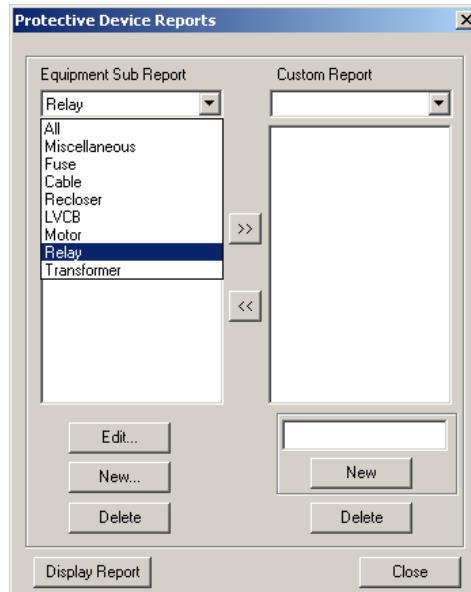 Protective Device Reports
Equipment Sub Report
Custom Report
Relay
All
Miscellaneous
Fuse
Cable
Recloser
LVCB
Motor
Relay
Transformer
>>
<<
Edit...
New...
Delete
New
Delete
Display Report
Close